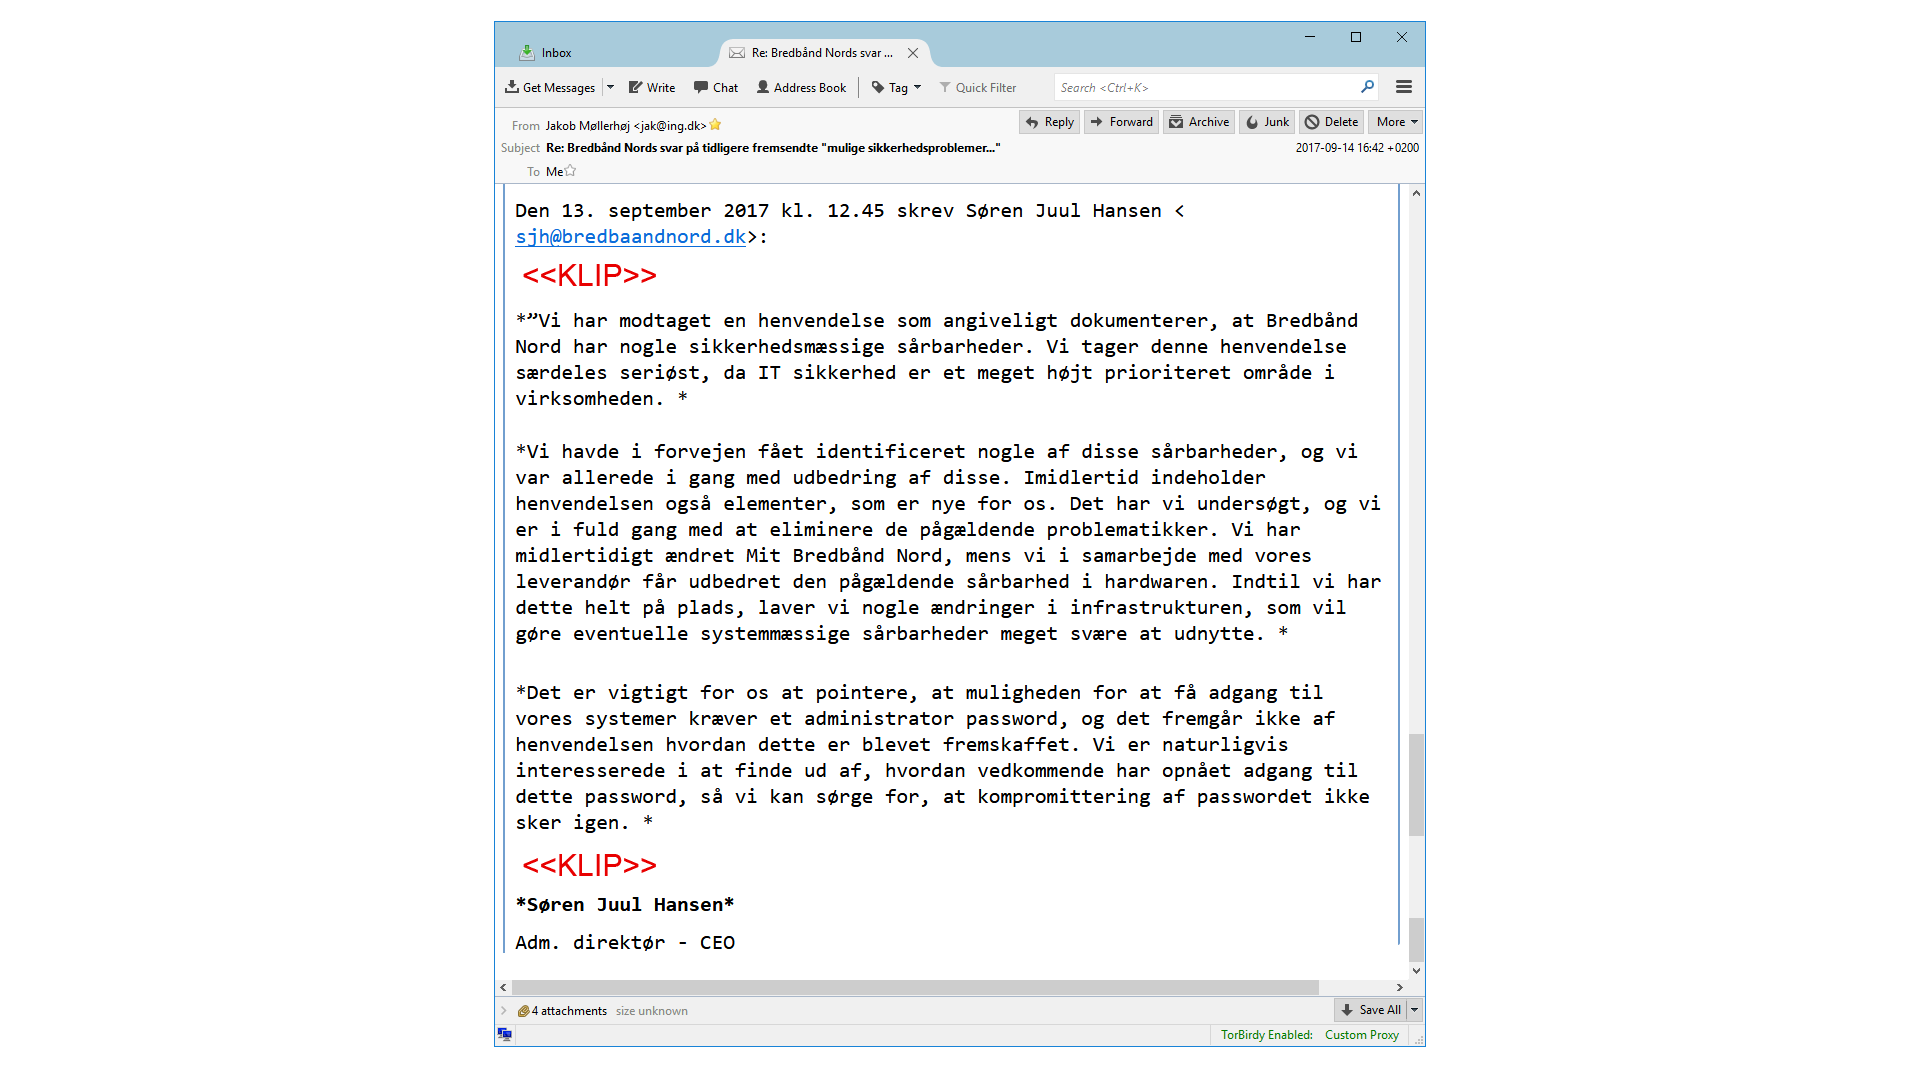 Inbox
Re: Bredbånd Nords svar ...
Get Messages Write Chat Address Book Tag Quick Filter Search <Ctrl+K>
From Jakob Møllerhøj <jak@ing.dk>
Reply Forward Archive Junk Delete More
Subject Re: Bredbånd Nords svar på tidligere fremsendte "mulige sikkerhedsproblemer..." 2017-09-14 16:42 +0200
To Me
Den 13. september 2017 kl. 12.45 skrev Søren Juul Hansen <
sjh@bredbaandnord.dk>:
<<KLIP>>
*”Vi har modtaget en henvendelse som angiveligt dokumenterer, at Bredbånd
Nord har nogle sikkerhedsmæssige sårbarheder. Vi tager denne henvendelse
særdeles seriøst, da IT sikkerhed er et meget højt prioriteret område i
virksomheden. *
*Vi havde i forvejen fået identificeret nogle af disse sårbarheder, og vi
var allerede i gang med udbedring af disse. Imidlertid indeholder
henvendelsen også elementer, som er nye for os. Det har vi undersøgt, og vi
er i fuld gang med at eliminere de pågældende problematikker. Vi har
midlertidigt ændret Mit Bredbånd Nord, mens vi i samarbejde med vores
leverandør får udbedret den pågældende sårbarhed i hardwaren. Indtil vi har
dette helt på plads, laver vi nogle ændringer i infrastrukturen, som vil
gøre eventuelle systemmæssige sårbarheder meget svære at udnytte. *
*Det er vigtigt for os at pointere, at muligheden for at få adgang til
vores systemer kræver et administrator password, og det fremgår ikke af
henvendelsen hvordan dette er blevet fremskaffet. Vi er naturligvis
interesserede i at finde ud af, hvordan vedkommende har opnået adgang til
dette password, så vi kan sørge for, at kompromittering af passwordet ikke
sker igen. *
<<KLIP>>
*Søren Juul Hansen*
Adm. direktør - CEO
4 attachments size unknown Save All
TorBirdy Enabled: Custom Proxy